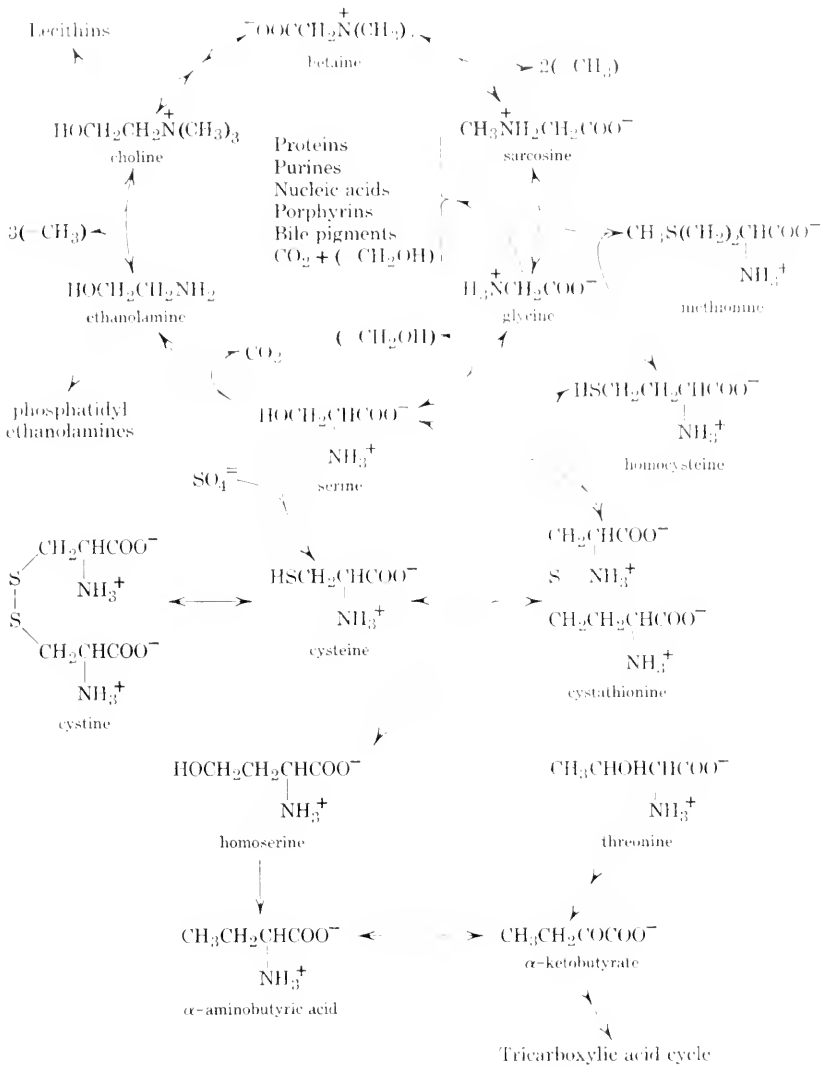 Lecithins
⁻OOCCH₂N⁺(CH₃)₃
betaine
2(–CH₃)
HOCH₂CH₂N⁺(CH₃)₃
choline
Proteins
Purines
Nucleic acids
Porphyrins
Bile pigments
CO₂ + (–CH₂OH)
CH₃N⁺H₂CH₂COO⁻
sarcosine
3(–CH₃)
CH₃S(CH₂)₂CHCOO⁻
NH₃⁺
methionine
HOCH₂CH₂NH₂
ethanolamine
H₃N⁺CH₂COO⁻
glycine
CO₂
(–CH₂OH)
phosphatidyl
ethanolamines
HOCH₂CHCOO⁻
NH₃⁺
serine
HSCH₂CH₂CHCOO⁻
NH₃⁺
homocysteine
SO₄⁼
CH₂CHCOO⁻
NH₃⁺
S
S
CH₂CHCOO⁻
NH₃⁺
cystine
HSCH₂CHCOO⁻
NH₃⁺
cysteine
CH₂CHCOO⁻
S NH₃⁺
CH₂CH₂CHCOO⁻
NH₃⁺
cystathionine
HOCH₂CH₂CHCOO⁻
NH₃⁺
homoserine
CH₃CHOHCHCOO⁻
NH₃⁺
threonine
CH₃CH₂CHCOO⁻
NH₃⁺
α-aminobutyric acid
CH₃CH₂COCOO⁻
α-ketobutyrate
Tricarboxylic acid cycle